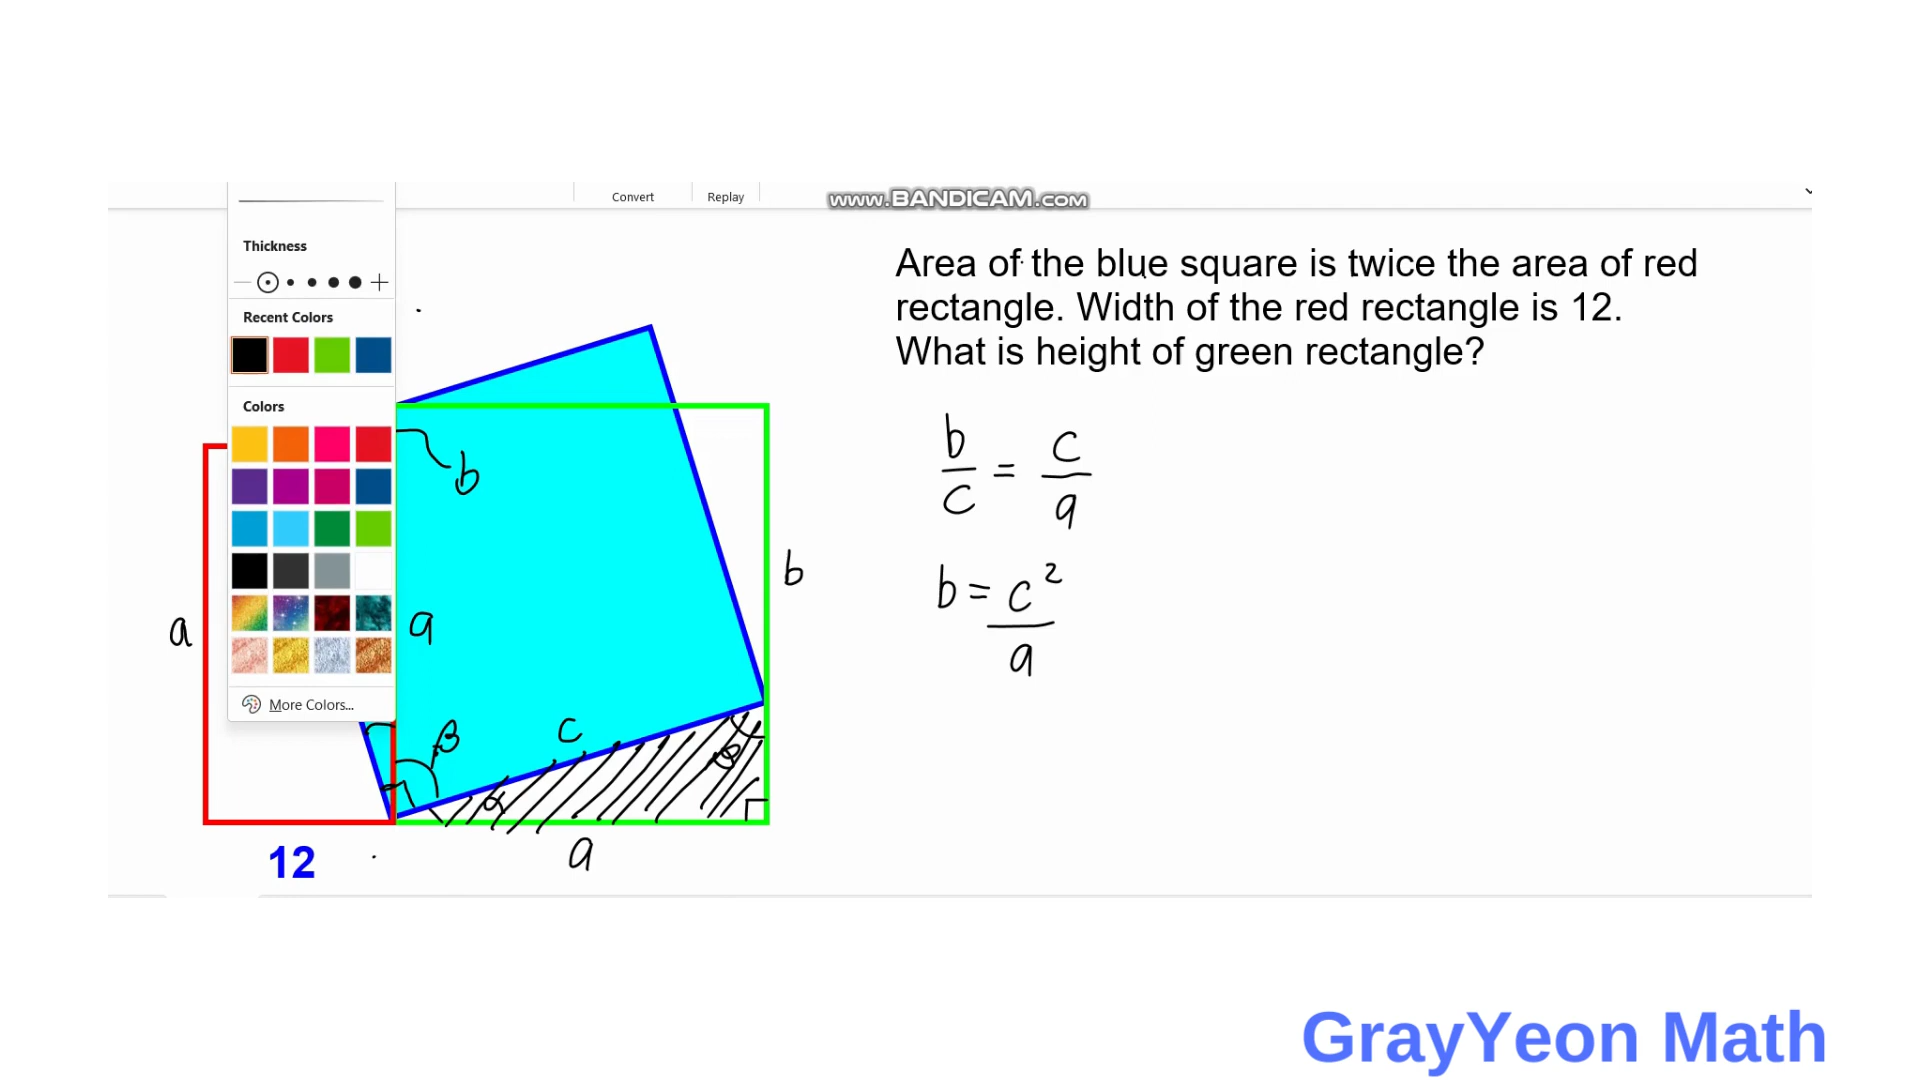 Convert Replay
www.BANDICAM.com
Thickness
Recent Colors
Colors
More Colors...
Area of the blue square is twice the area of red
rectangle. Width of the red rectangle is 12.
What is height of green rectangle?
b/c = c/a
b = c²/a
b
b
a
a
β
c
α
a
12
GrayYeon Math